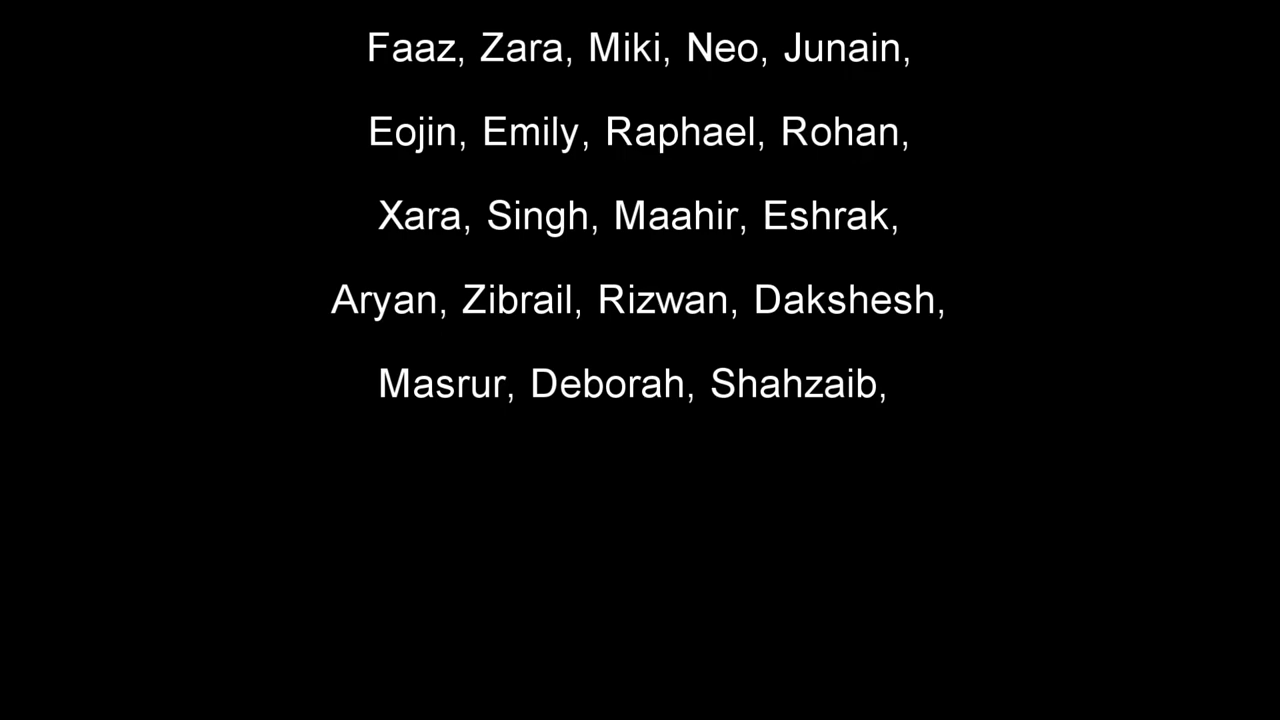 Faaz, Zara, Miki, Neo, Junain,
Eojin, Emily, Raphael, Rohan,
Xara, Singh, Maahir, Eshrak,
Aryan, Zibrail, Rizwan, Dakshesh,
Masrur, Deborah, Shahzaib,